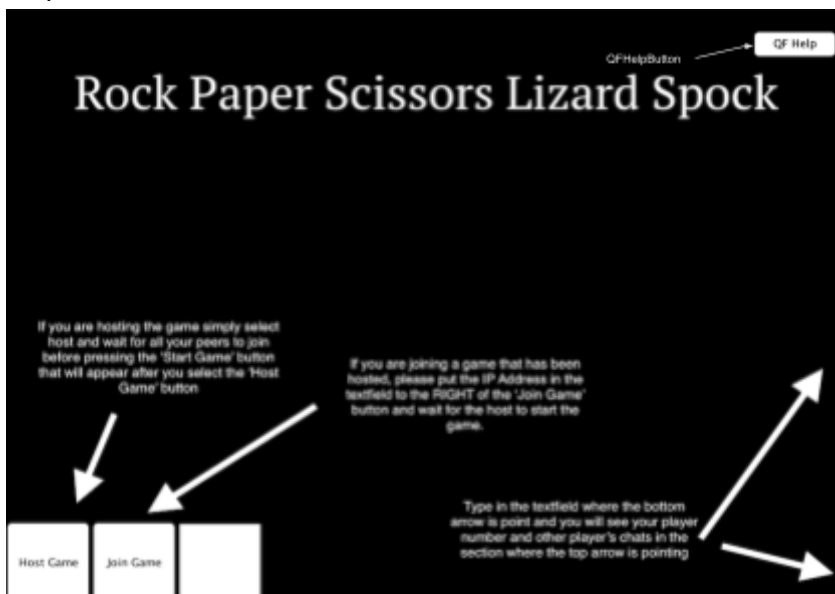 QF Help
QFHelpButton
Rock Paper Scissors Lizard Spock
If you are hosting the game simply select
host and wait for all your peers to join
before pressing the 'Start Game' button
that will appear after you select the 'Host
Game' button
If you are joining a game that has been
hosted, please put the IP Address in the
textfield to the RIGHT of the 'Join Game'
button and wait for the host to start the
game.
Type in the textfield where the bottom
arrow is point and you will see your player
number and other player's chats in the
section where the top arrow is pointing
Host Game
Join Game